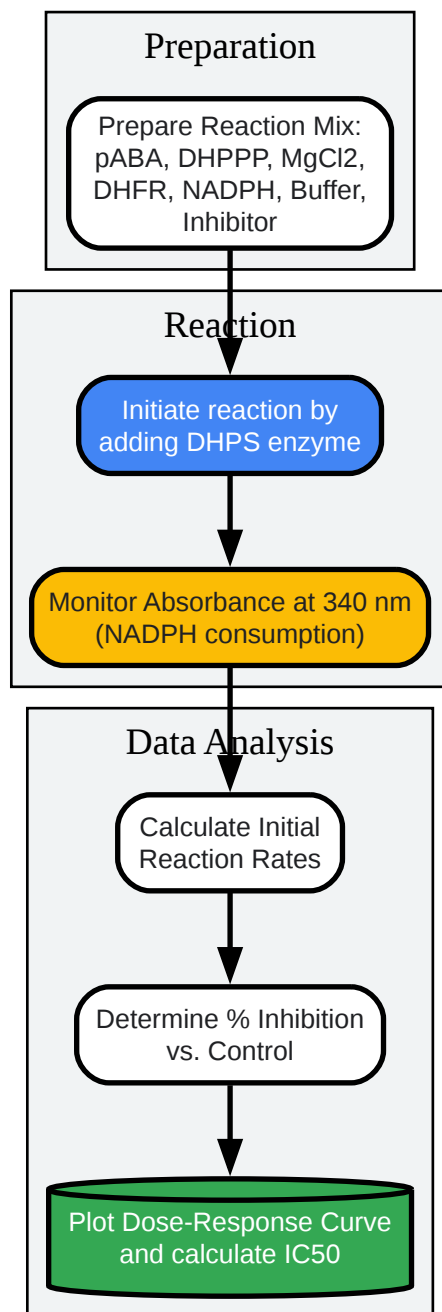 Preparation
Prepare Reaction Mix:
pABA, DHPPP, MgCl2,
DHFR, NADPH, Buffer,
Inhibitor
Reaction
Initiate reaction by
adding DHPS enzyme
Monitor Absorbance at 340 nm
(NADPH consumption)
Data Analysis
Calculate Initial
Reaction Rates
Determine % Inhibition
vs. Control
Plot Dose-Response Curve
and calculate IC50